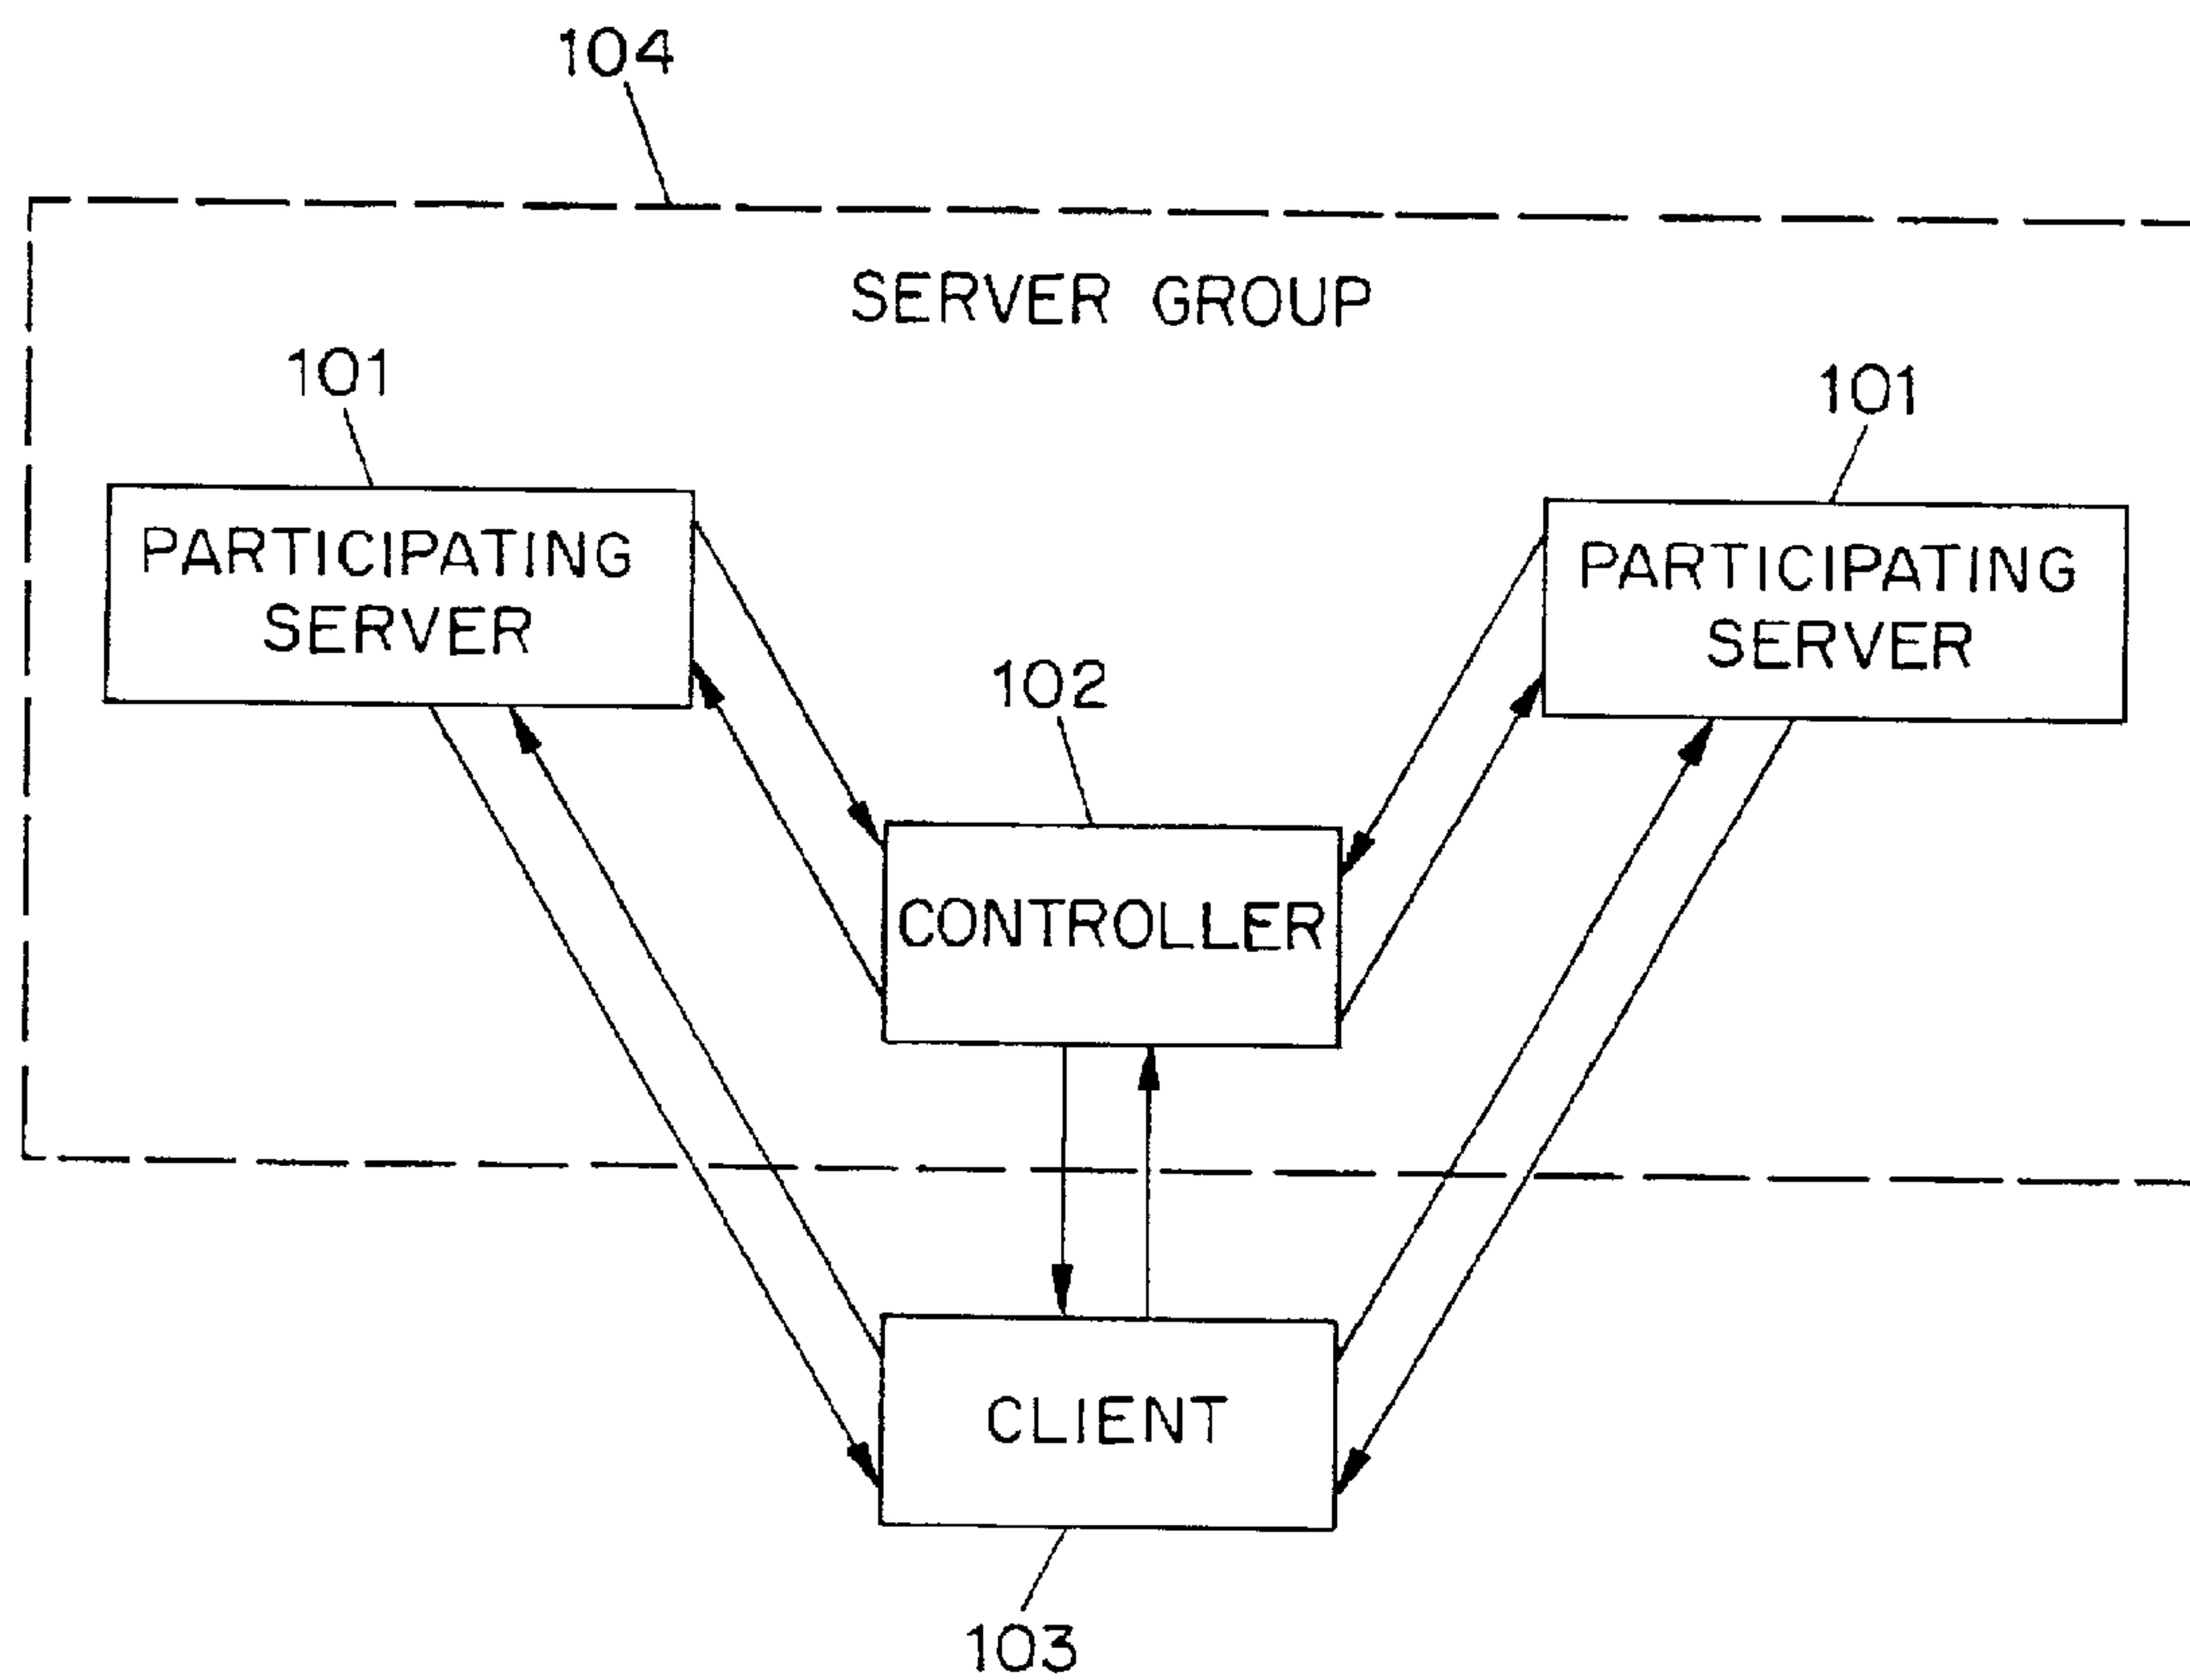 104
SERVER GROUP
101
101
PARTICIPATING
SERVER
PARTICIPATING
SERVER
102
CONTROLLER
CLIENT
103